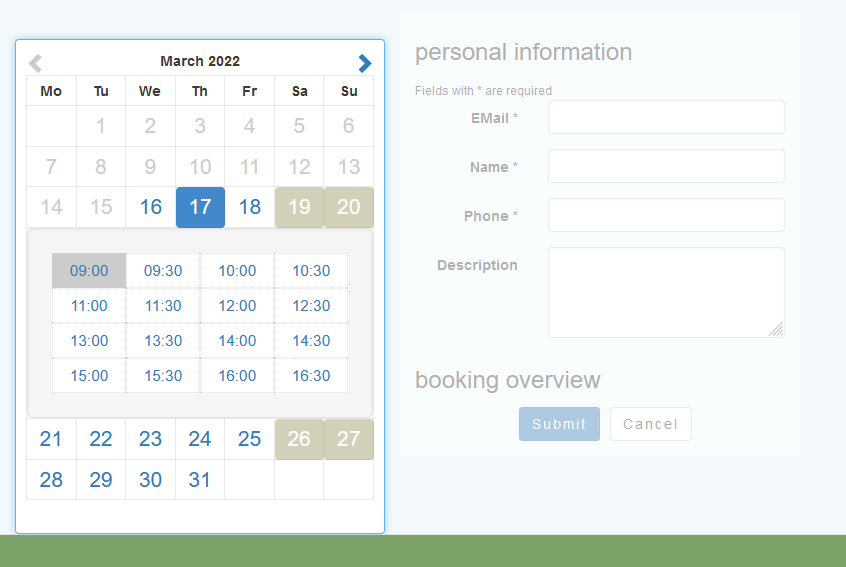 March 2022
Mo Tu We Th Fr Sa Su
1 2 3 4 5 6
7 8 9 10 11 12 13
14 15 16 17 18 19 20
09:00 09:30 10:00 10:30
11:00 11:30 12:00 12:30
13:00 13:30 14:00 14:30
15:00 15:30 16:00 16:30
21 22 23 24 25 26 27
28 29 30 31
personal information
Fields with * are required
EMail *
Name *
Phone *
Description
booking overview
Submit Cancel